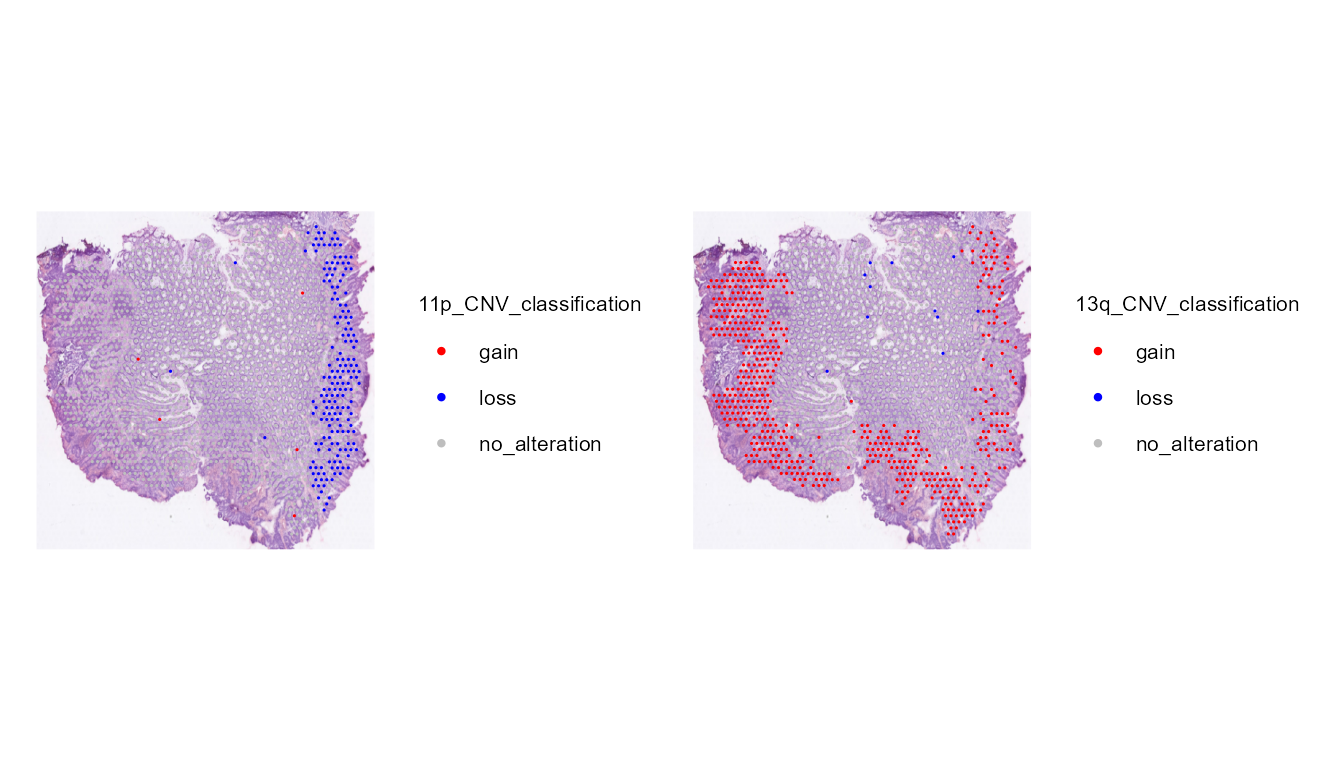 11p_CNV_classification
gain
loss
no_alteration
13q_CNV_classification
gain
loss
no_alteration